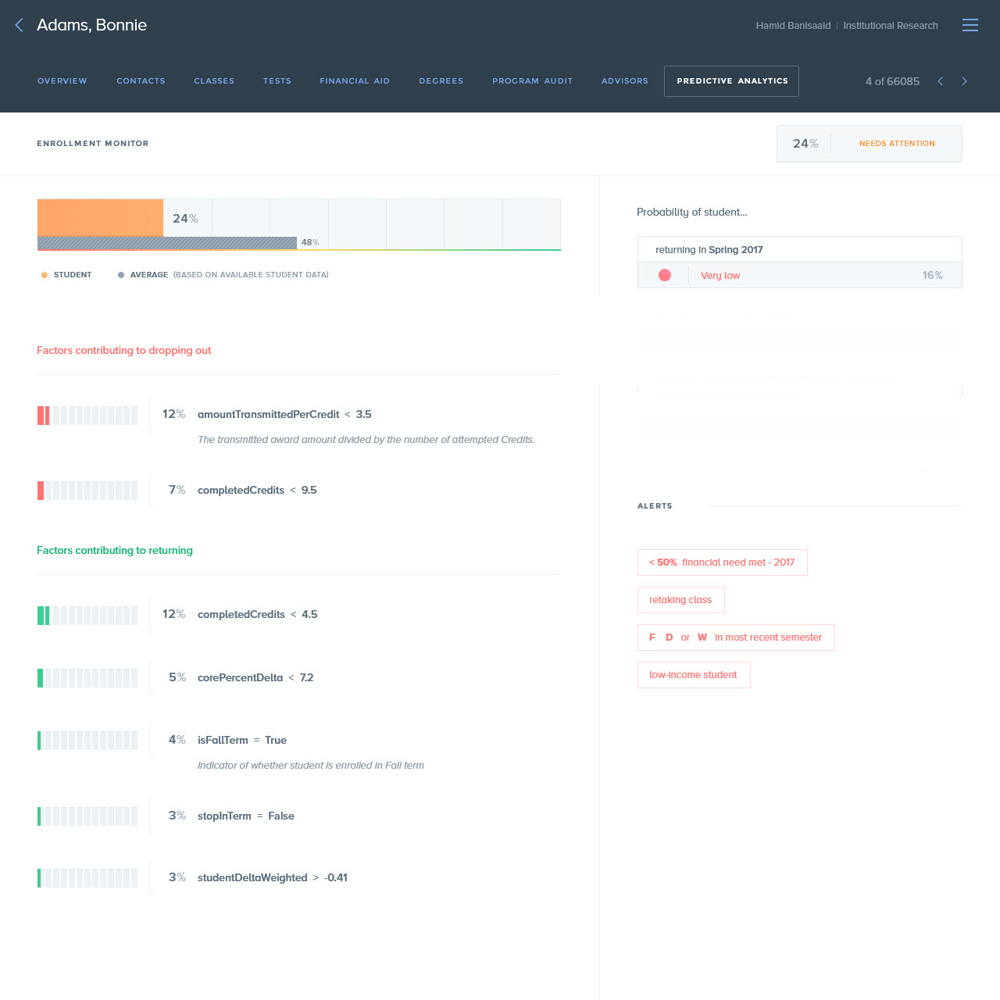 Adams, Bonnie
Hamid Banisaaid | Institutional Research
OVERVIEW CONTACTS CLASSES TESTS FINANCIAL AID DEGREES PROGRAM AUDIT ADVISORS PREDICTIVE ANALYTICS 4 of 66085
ENROLLMENT MONITOR
24% NEEDS ATTENTION
24%
48%
STUDENT AVERAGE (BASED ON AVAILABLE STUDENT DATA)
Factors contributing to dropping out
12% amountTransmittedPerCredit < 3.5
The transmitted award amount divided by the number of attempted Credits.
7% completedCredits < 9.5
Factors contributing to returning
12% completedCredits < 4.5
5% corePercentDelta < 7.2
4% isFallTerm = True
Indicator of whether student is enrolled in Fall term
3% stopInTerm = False
3% studentDeltaWeighted > -0.41
Probability of student...
returning in Spring 2017
Very low 16%
ALERTS
< 50% financial need met - 2017
retaking class
F D or W in most recent semester
low-income student